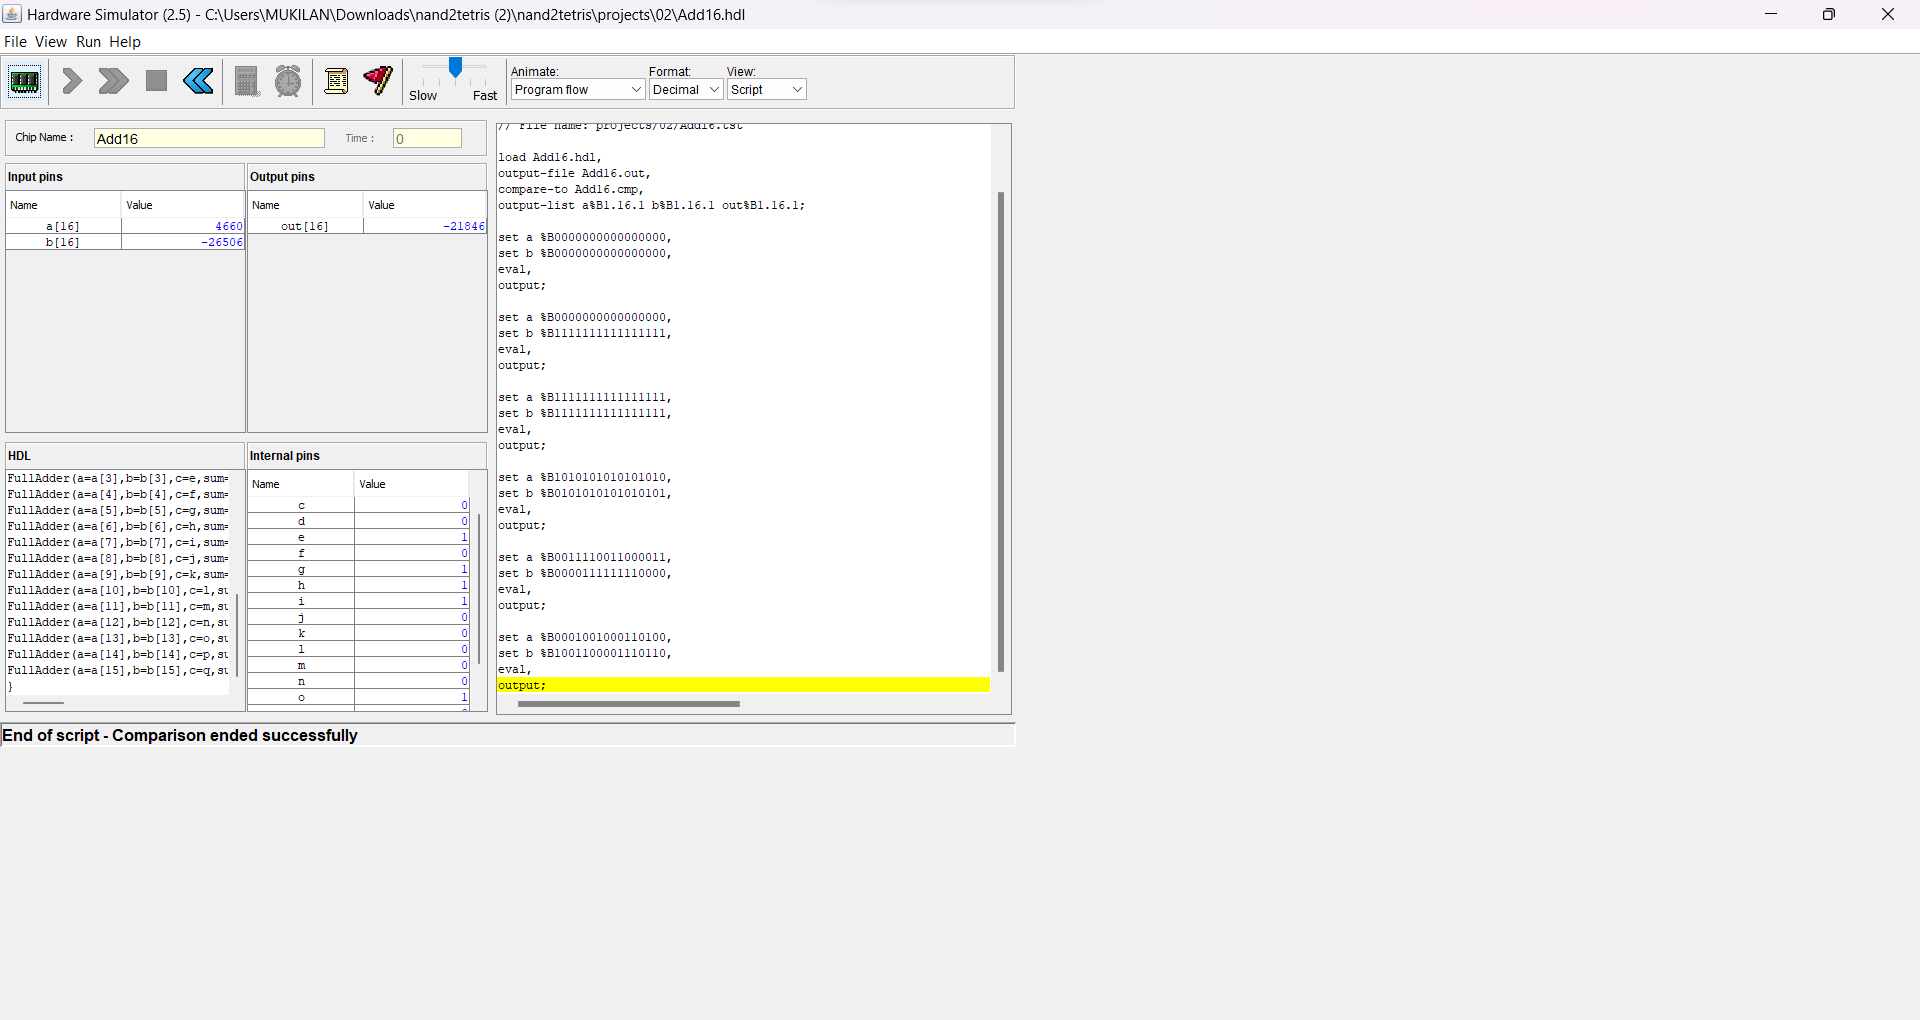 Hardware Simulator (2.5) - C:\Users\MUKILAN\Downloads\nand2tetris (2)\nand2tetris\projects\02\Add16.hdl
File View Run Help
Slow Fast
Animate: Format: View:
Program flow Decimal Script
Chip Name : Add16 Time : 0
Input pins
Name Value
a[16] 4660
b[16] -26506
Output pins
Name Value
out[16] -21846
HDL
FullAdder(a=a[3],b=b[3],c=e,sum=
FullAdder(a=a[4],b=b[4],c=f,sum=
FullAdder(a=a[5],b=b[5],c=g,sum=
FullAdder(a=a[6],b=b[6],c=h,sum=
FullAdder(a=a[7],b=b[7],c=i,sum=
FullAdder(a=a[8],b=b[8],c=j,sum=
FullAdder(a=a[9],b=b[9],c=k,sum=
FullAdder(a=a[10],b=b[10],c=l,su
FullAdder(a=a[11],b=b[11],c=m,su
FullAdder(a=a[12],b=b[12],c=n,su
FullAdder(a=a[13],b=b[13],c=o,su
FullAdder(a=a[14],b=b[14],c=p,su
FullAdder(a=a[15],b=b[15],c=q,su
}
Internal pins
Name Value
c 0
d 0
e 1
f 0
g 1
h 1
i 1
j 0
k 0
l 0
m 0
n 0
o 1
// File name: projects/02/Add16.tst
load Add16.hdl,
output-file Add16.out,
compare-to Add16.cmp,
output-list a%B1.16.1 b%B1.16.1 out%B1.16.1;
set a %B0000000000000000,
set b %B0000000000000000,
eval,
output;
set a %B0000000000000000,
set b %B1111111111111111,
eval,
output;
set a %B1111111111111111,
set b %B1111111111111111,
eval,
output;
set a %B1010101010101010,
set b %B0101010101010101,
eval,
output;
set a %B0011110011000011,
set b %B0000111111110000,
eval,
output;
set a %B0001001000110100,
set b %B1001100001110110,
eval,
output;
End of script - Comparison ended successfully